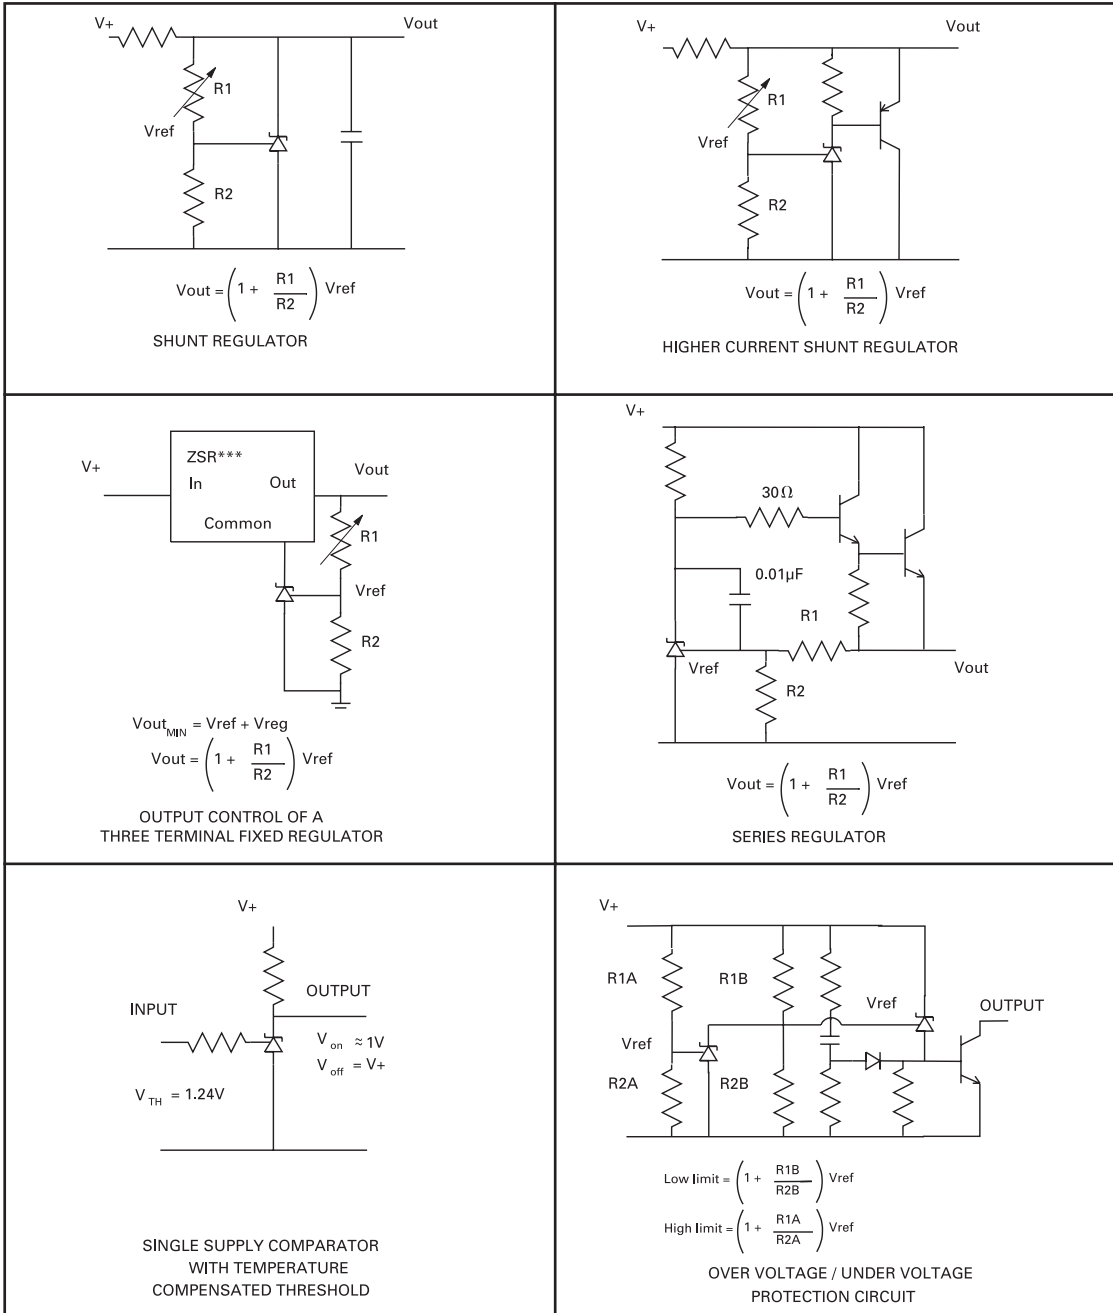 V+
Vout
R1
Vref
R2
Vout = ( 1 + R1/R2 ) Vref
SHUNT REGULATOR
V+
Vout
R1
Vref
R2
Vout = ( 1 + R1/R2 ) Vref
HIGHER CURRENT SHUNT REGULATOR
V+
ZSR***
In
Out
Common
Vout
R1
Vref
R2
Vout MIN = Vref + Vreg
Vout = ( 1 + R1/R2 ) Vref
OUTPUT CONTROL OF A
THREE TERMINAL FIXED REGULATOR
V+
30Ω
0.01µF
R1
Vref
R2
Vout
Vout = ( 1 + R1/R2 ) Vref
SERIES REGULATOR
V+
INPUT
OUTPUT
V on ≈ 1V
V off = V+
V TH = 1.24V
SINGLE SUPPLY COMPARATOR
WITH TEMPERATURE
COMPENSATED THRESHOLD
V+
R1A
R1B
Vref
OUTPUT
Vref
R2A
R2B
Low limit = ( 1 + R1B/R2B ) Vref
High limit = ( 1 + R1A/R2A ) Vref
OVER VOLTAGE / UNDER VOLTAGE
PROTECTION CIRCUIT